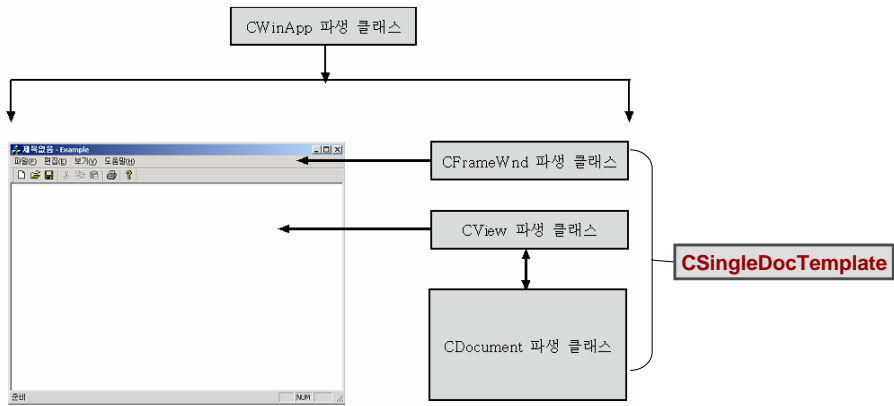 CWinApp 파생 클래스
제목없음 - Example
파일(F) 편집(E) 보기(V) 도움말(H)
CFrameWnd 파생 클래스
CView 파생 클래스
CSingleDocTemplate
CDocument 파생 클래스
준비
NUM